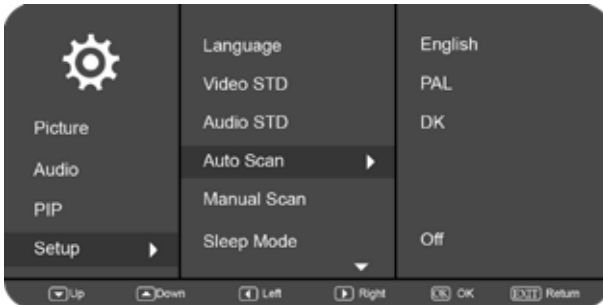 Picture
Audio
PIP
Setup
Language English
Video STD PAL
Audio STD DK
Auto Scan
Manual Scan
Sleep Mode Off
Up Down Left Right OK OK EXIT Return